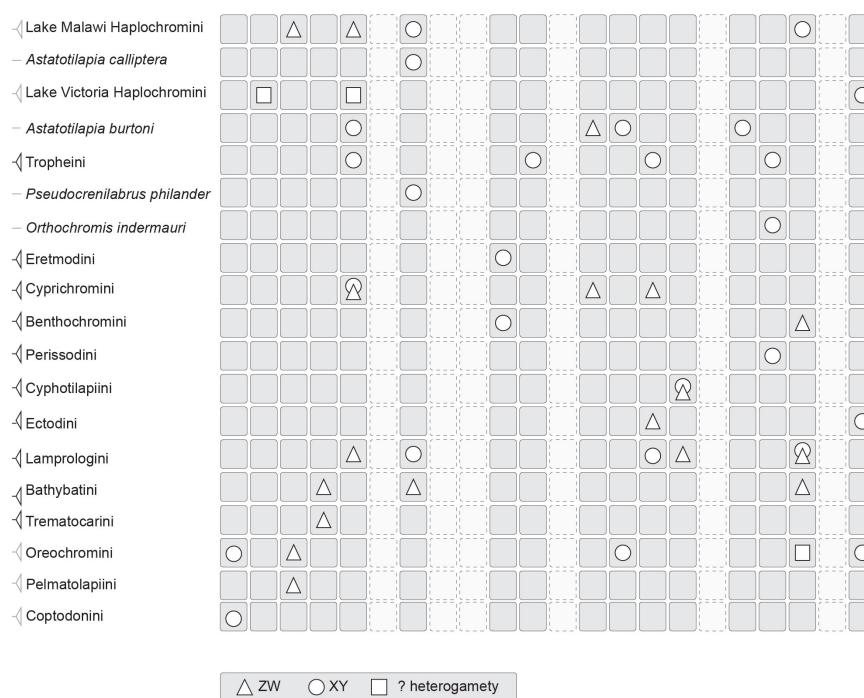 Lake Malawi Haplochromini
Astatotilapia calliptera
Lake Victoria Haplochromini
Astatotilapia burtoni
Tropheini
Pseudocrenilabrus philander
Orthochromis indermauri
Eretmodini
Cyprichromini
Benthochromini
Perissodini
Cyphotilapiini
Ectodini
Lamprologini
Bathybatini
Trematocarini
Oreochromini
Pelmatolapiini
Coptodonini
ZW XY ? heterogamety